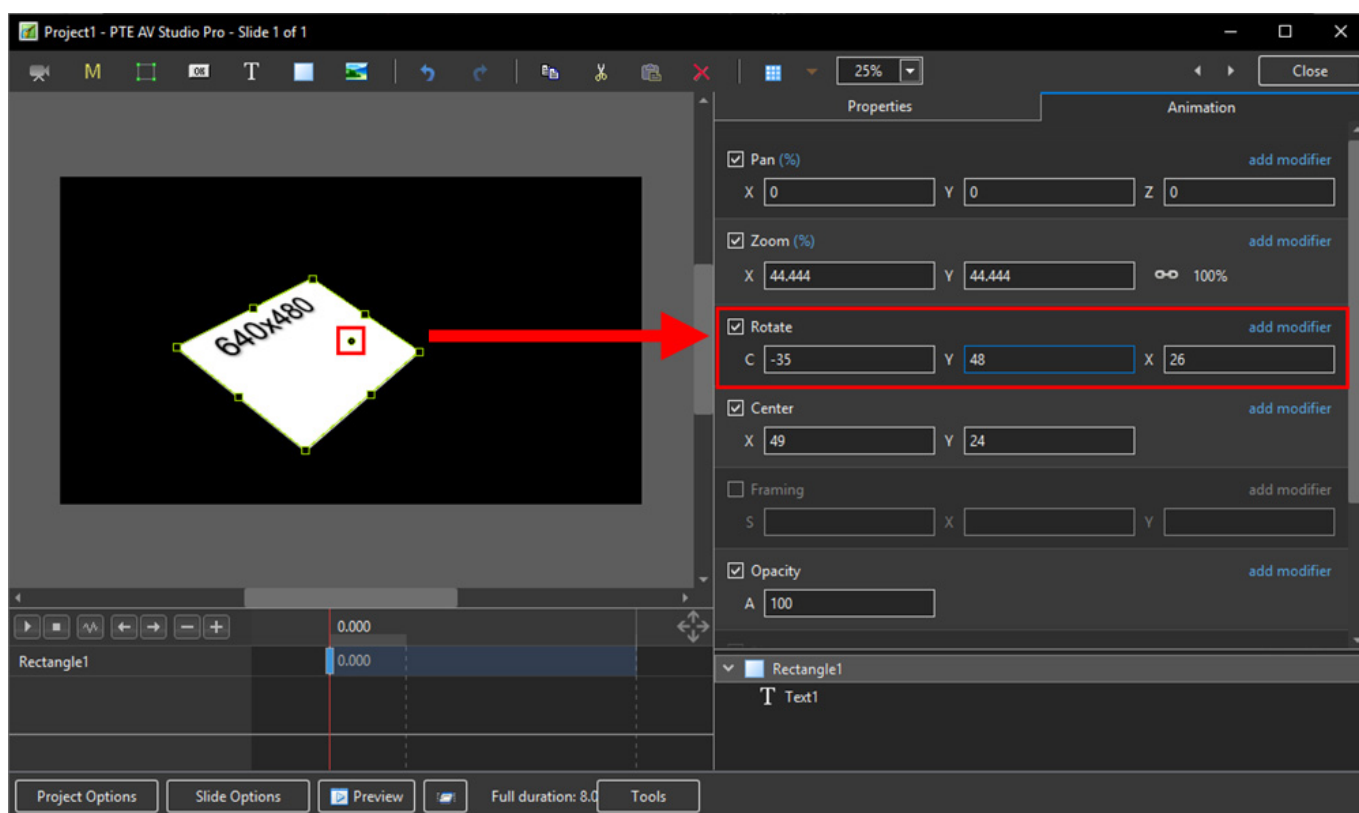 Project1 - PTE AV Studio Pro - Slide 1 of 1
M OK T 25% Close
Properties Animation
Pan (%) add modifier
X 0 Y 0 Z 0
Zoom (%) add modifier
X 44.444 Y 44.444 100%
640x480
Rotate add modifier
C -35 Y 48 X 26
Center add modifier
X 49 Y 24
Framing add modifier
S X Y
Opacity add modifier
A 100
0.000
Rectangle1 0.000
Rectangle1
T Text1
Project Options Slide Options Preview Full duration: 8.0 Tools